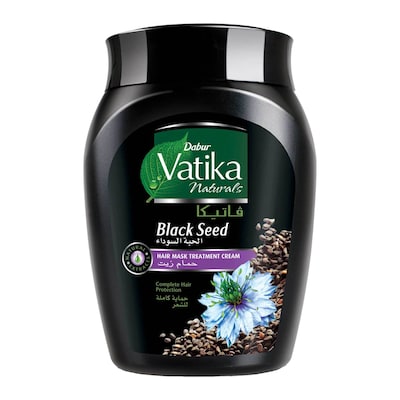 Dabur
Vatika
Naturals
فاتيكا
Black Seed
الحبة السوداء
HAIR MASK TREATMENT CREAM
حمام زيت
Complete Hair
Protection
حماية كاملة
للشعر